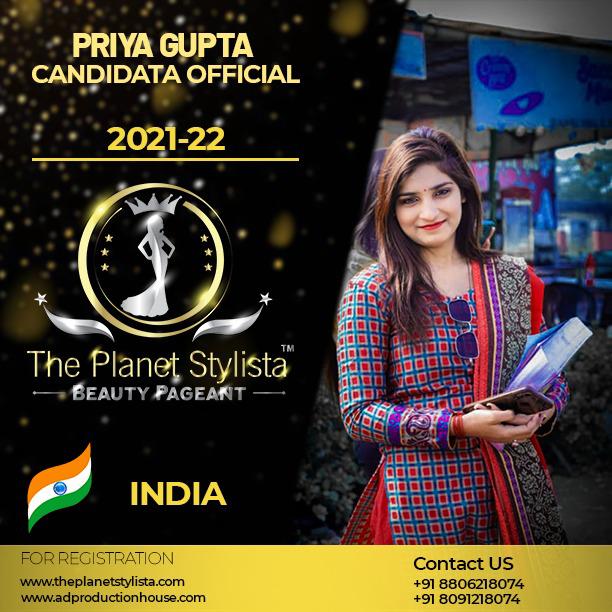 PRIYA GUPTA
CANDIDATA OFFICIAL
2021-22
The Planet Stylista™
BEAUTY PAGEANT
INDIA
FOR REGISTRATION
www.theplanetstylista.com
www.adproductionhouse.com
Contact US
+91 8806218074
+91 8091218074